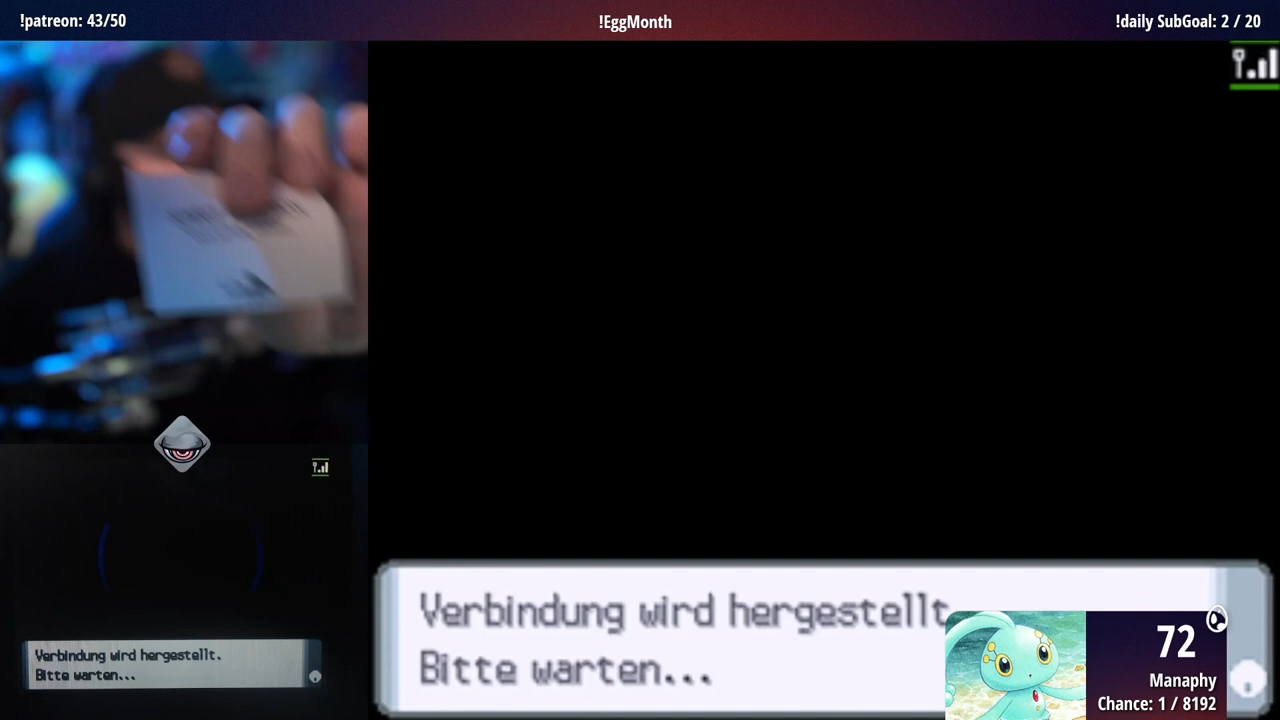 !patreon: 43/50
!EggMonth
!daily SubGoal: 2 / 20
Verbindung wird hergestellt.
Bitte warten...
Verbindung wird hergestellt
Bitte warten...
72
Manaphy
Chance: 1 / 8192